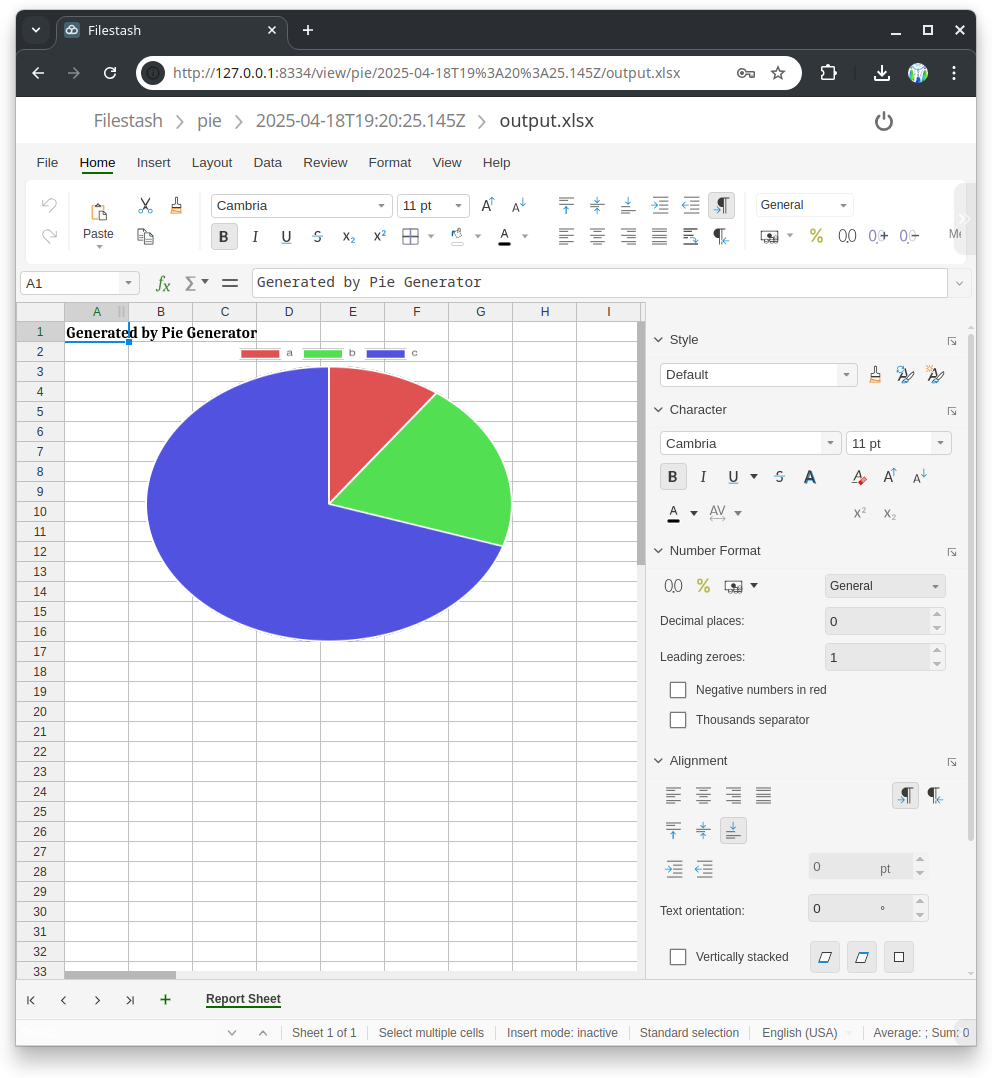 Filestash
http://127.0.0.1:8334/view/pie/2025-04-18T19%3A20%3A25.145Z/output.xlsx
Filestash pie 2025-04-18T19:20:25.145Z output.xlsx
File Home Insert Layout Data Review Format View Help
Paste
Cambria 11 pt
General
B I U S X₂ X² A
% 0,0 0,0+ 0,0−
A1 fx Σ = Generated by Pie Generator
A B C D E F G H I
1 Generated by Pie Generator
2 a b c
3
4
5
6
7
8
9
10
11
12
13
14
15
16
17
18
19
20
21
22
23
24
25
26
27
28
29
30
31
32
33
Style
Default
Character
Cambria 11 pt
B I U S A A A A
A AV X² X₂
Number Format
0,0 % General
Decimal places: 0
Leading zeroes: 1
Negative numbers in red
Thousands separator
Alignment
0 pt
Text orientation: 0 °
Vertically stacked
Report Sheet
Sheet 1 of 1 Select multiple cells Insert mode: inactive Standard selection English (USA) Average: ; Sum: 0